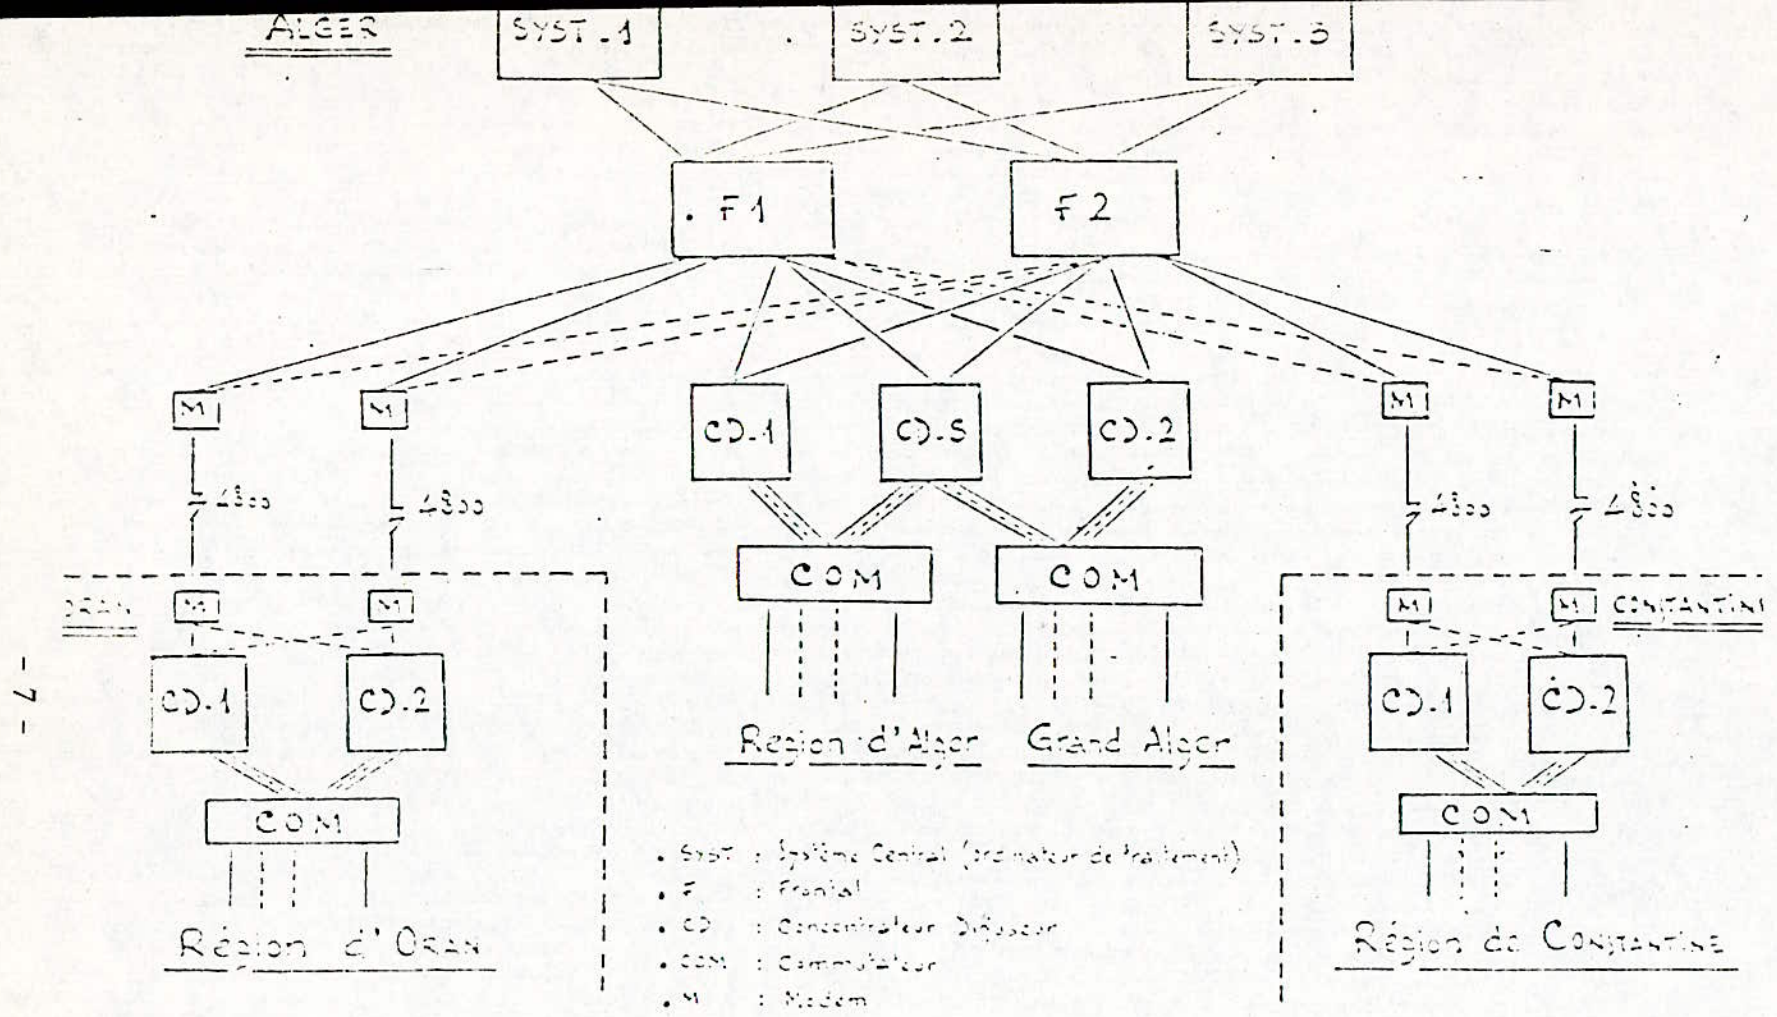 ALGER
SYST.1
SYST.2
SYST.3
F1
F2
M
M
CD.1
CD.S
CD.2
M
M
4800
4800
4800
4800
COM
COM
ORAN
M
M
M
M
CONSTANTINE
CD.1
CD.2
CD.1
CD.2
- 7 -
Région d'Alger
Grand Alger
COM
COM
. SYST : Système Central (ordinateur de traitement)
. F : Frontal
. CD : Concentrateur Diffuseur
. COM : Commutateur
. M : Modem
Région d'ORAN
Région de CONSTANTINE